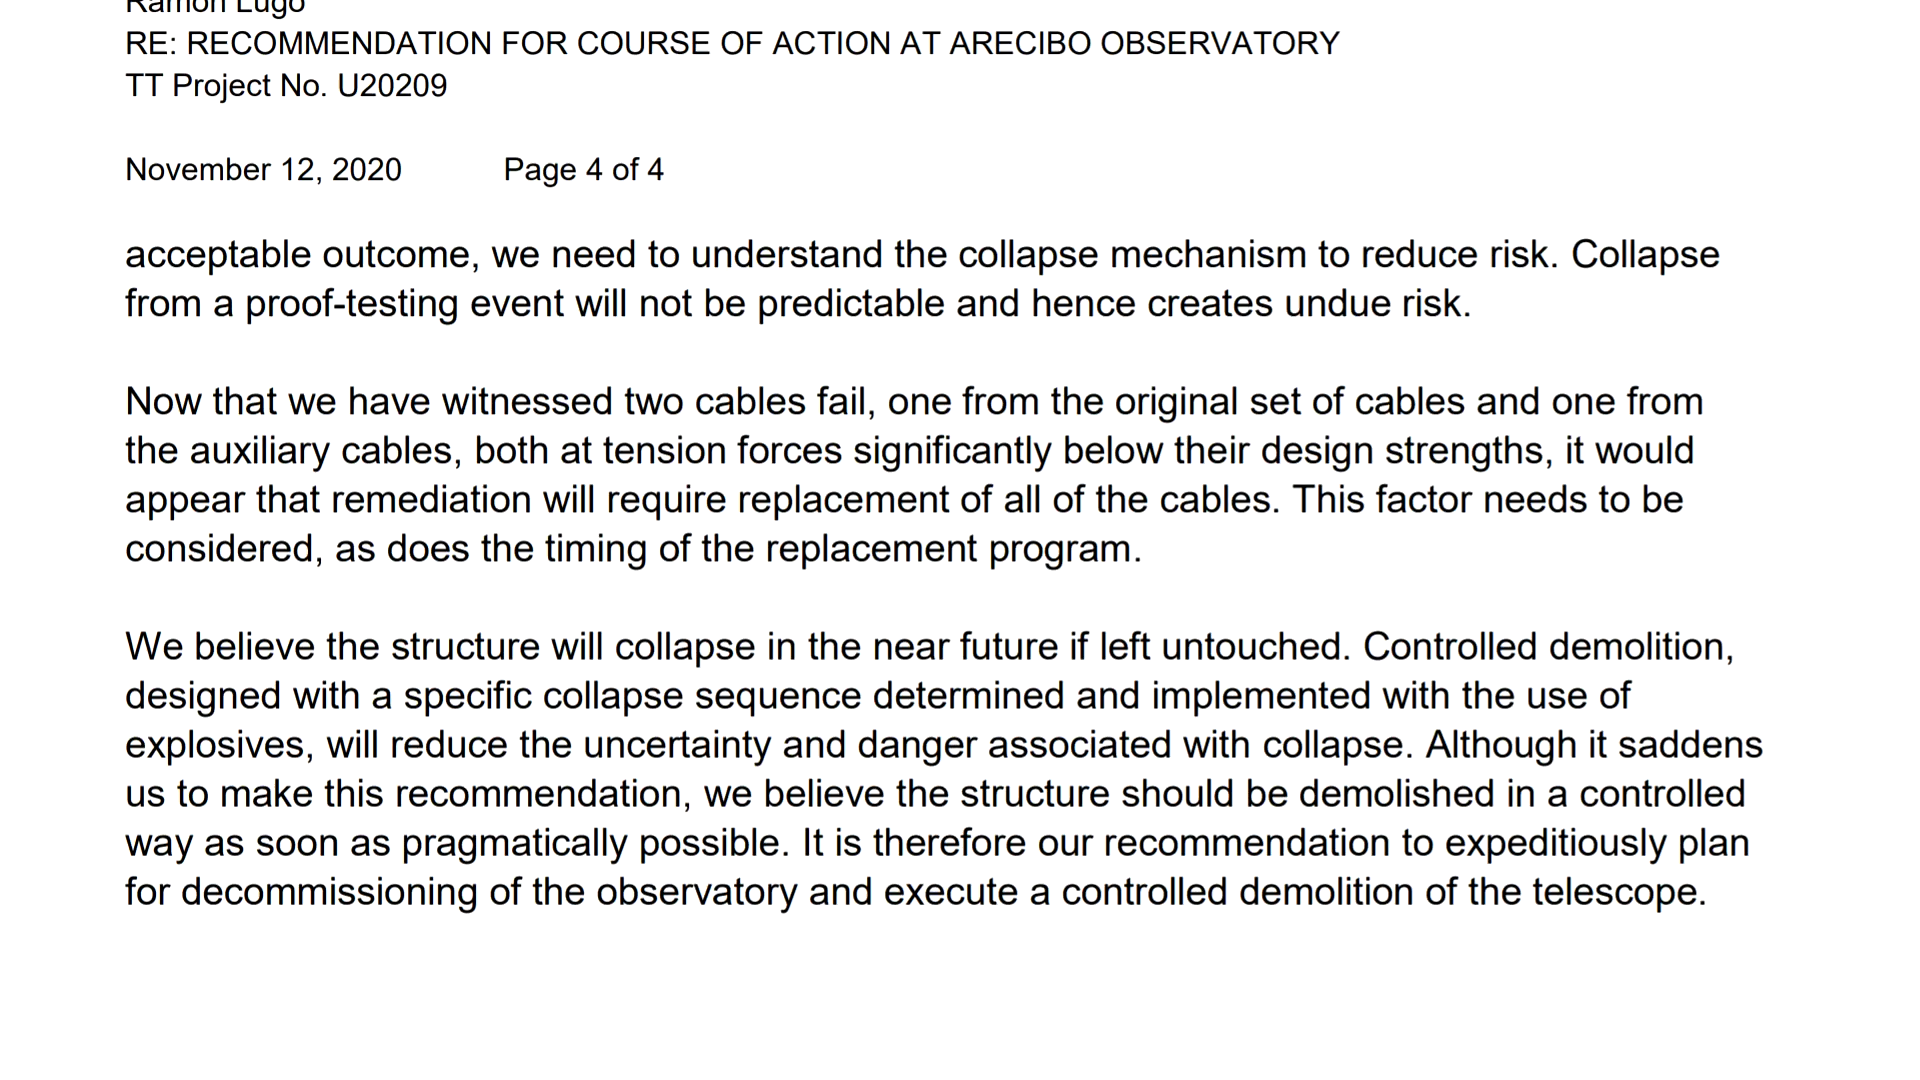 Ramon Lugo
RE: RECOMMENDATION FOR COURSE OF ACTION AT ARECIBO OBSERVATORY
TT Project No. U20209
November 12, 2020 Page 4 of 4
acceptable outcome, we need to understand the collapse mechanism to reduce risk. Collapse
from a proof-testing event will not be predictable and hence creates undue risk.
Now that we have witnessed two cables fail, one from the original set of cables and one from
the auxiliary cables, both at tension forces significantly below their design strengths, it would
appear that remediation will require replacement of all of the cables. This factor needs to be
considered, as does the timing of the replacement program.
We believe the structure will collapse in the near future if left untouched. Controlled demolition,
designed with a specific collapse sequence determined and implemented with the use of
explosives, will reduce the uncertainty and danger associated with collapse. Although it saddens
us to make this recommendation, we believe the structure should be demolished in a controlled
way as soon as pragmatically possible. It is therefore our recommendation to expeditiously plan
for decommissioning of the observatory and execute a controlled demolition of the telescope.